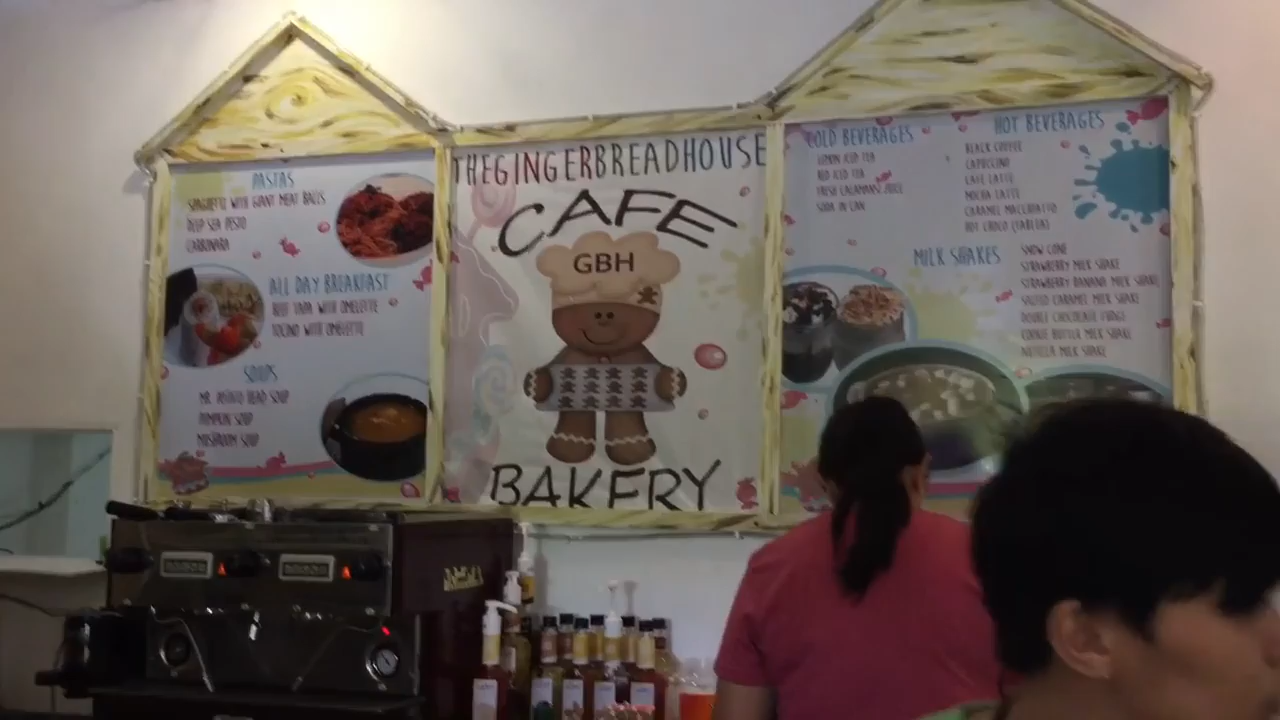 PASTAS
SPAGHETTI WITH GIANT MEAT BALLS
DEEP SEA PESTO
CARBONARA
ALL DAY BREAKFAST
BEEF TAPA WITH OMELETTE
TOCINO WITH OMELETTE
SOUPS
MR. POTATO HEAD SOUP
PUMPKIN SOUP
MUSHROOM SOUP
THEGINGERBREADHOUSE
CAFE
GBH
BAKERY
COLD BEVERAGES
LEMON ICED TEA
RED ICED TEA
FRESH CALAMANSI JUICE
SODA IN CAN
HOT BEVERAGES
BLACK COFFEE
CAPUCCINO
CAFE LATTE
MOCHA LATTE
CARAMEL MACCHIATTO
HOT CHOCO (TABLEA)
MILK SHAKES
SNOW CONE
STRAWBERRY MILK SHAKE
STRAWBERRY BANANA MILK SHAKE
SALTED CARAMEL MILK SHAKE
DOUBLE CHOCOLATE FUDGE
COOKIE BUTTER MILK SHAKE
NUTELLA MILK SHAKE